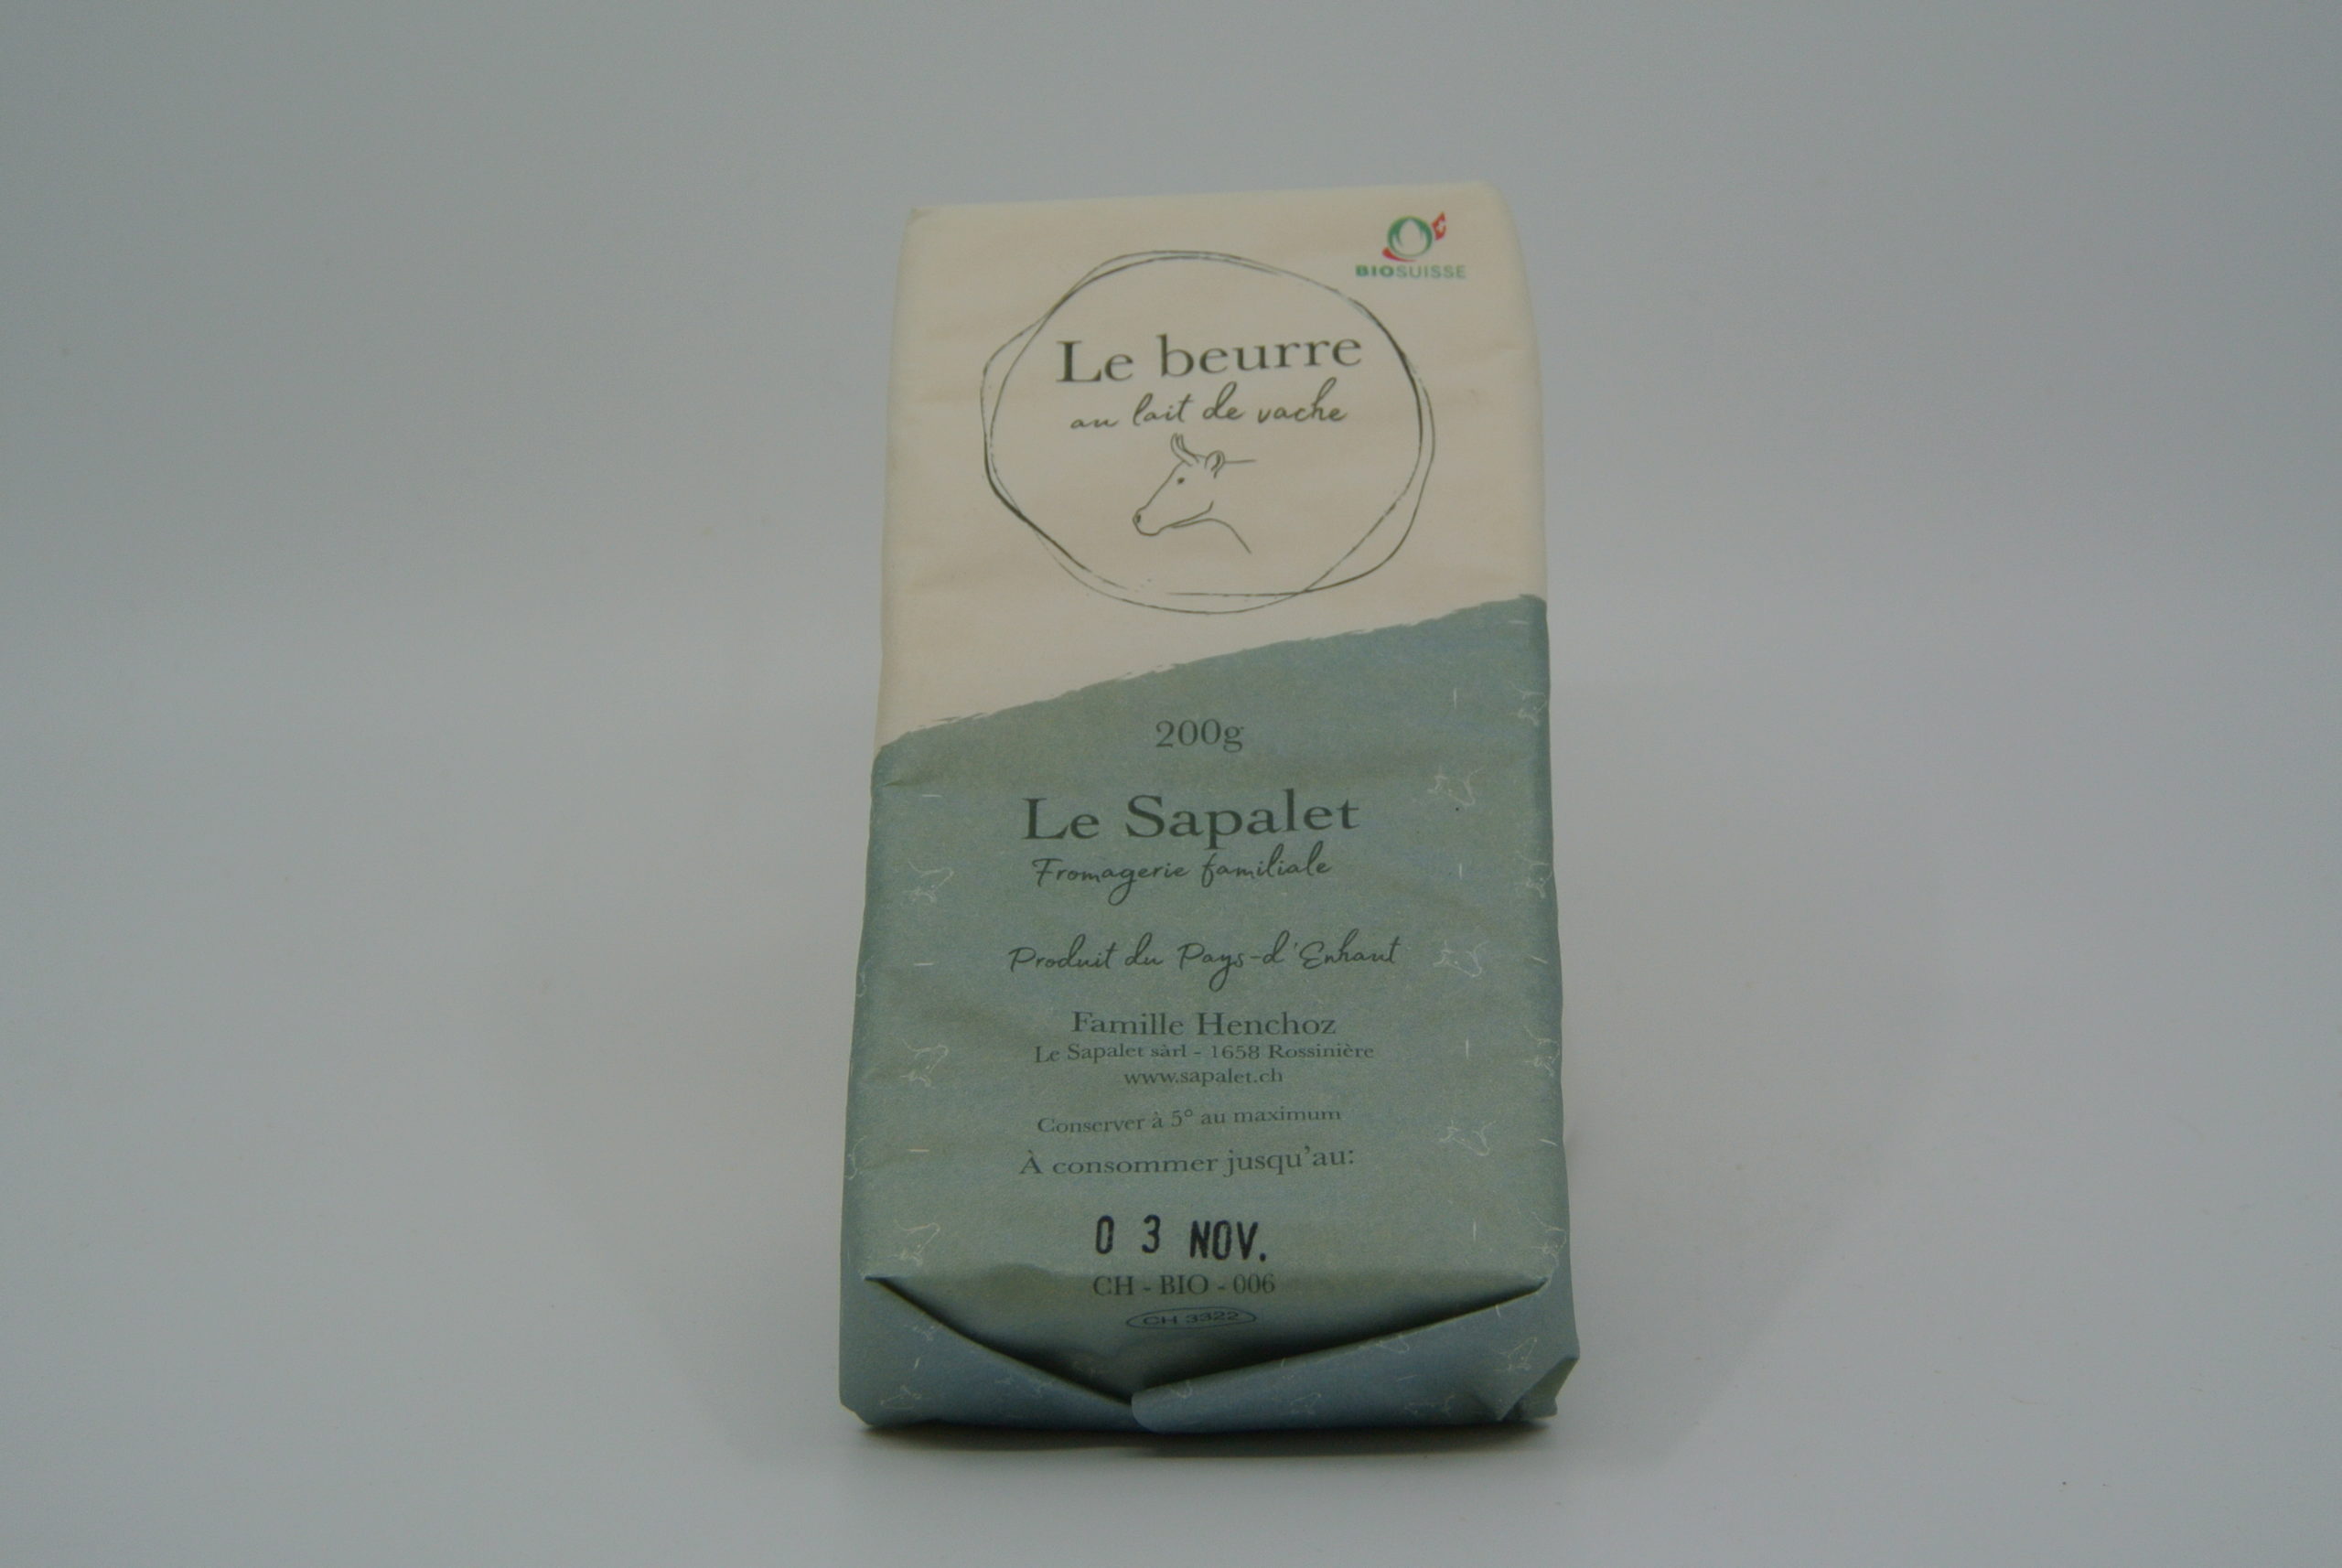 BIOSUISSE
Le beurre
au lait de vache
200g
Le Sapalet
Fromagerie familiale
Produit du Pays-d'Enhaut
Famille Henchoz
Le Sapalet sàrl - 1658 Rossinière
www.sapalet.ch
Conserver à 5° au maximum
À consommer jusqu'au:
0 3 NOV.
CH - BIO - 006
CH 3322